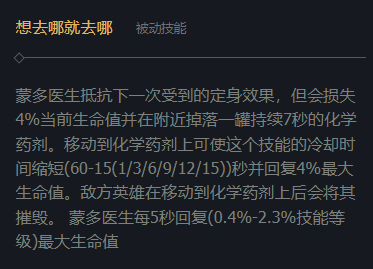 想去哪就去哪 被动技能
蒙多医生抵抗下一次受到的定身效果，但会损失
4%当前生命值并在附近掉落一罐持续7秒的化学
药剂。移动到化学药剂上可使这个技能的冷却时
间缩短(60-15(1/3/6/9/12/15))秒并回复4%最大
生命值。敌方英雄在移动到化学药剂上后会将其
摧毁。 蒙多医生每5秒回复(0.4%-2.3%技能等
级)最大生命值